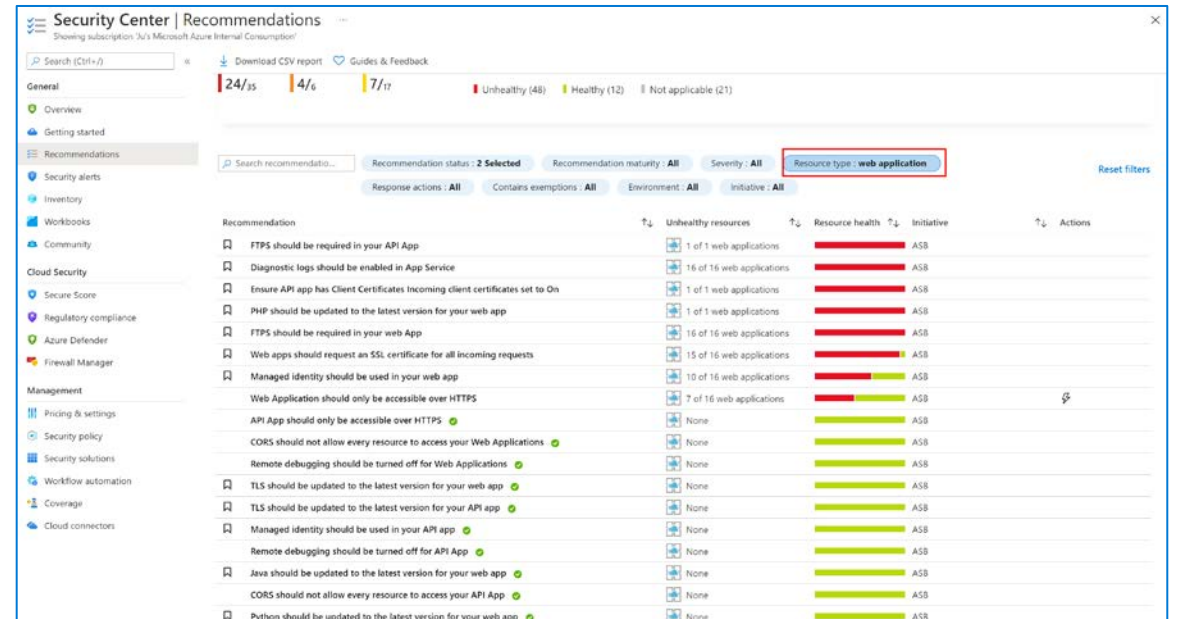 Security Center | Recommendations ...
Showing subscription 'Ju's Microsoft Azure Internal Consumption'
Search (Ctrl+/)
«
Download CSV report
Guides & Feedback
General
Overview
Getting started
Recommendations
Security alerts
Inventory
Workbooks
Community
Cloud Security
Secure Score
Regulatory compliance
Azure Defender
Firewall Manager
Management
Pricing & settings
Security policy
Security solutions
Workflow automation
Coverage
Cloud connectors
24/35 4/6 7/17 Unhealthy (48) Healthy (12) Not applicable (21)
Search recommendatio... Recommendation status : 2 Selected Recommendation maturity : All Severity : All Resource type : web application Reset filters
Response actions : All Contains exemptions : All Environment : All Initiative : All
Recommendation Unhealthy resources Resource health Initiative Actions
FTPS should be required in your API App 1 of 1 web applications ASB
Diagnostic logs should be enabled in App Service 16 of 16 web applications ASB
Ensure API app has Client Certificates Incoming client certificates set to On 1 of 1 web applications ASB
PHP should be updated to the latest version for your web app 1 of 1 web applications ASB
FTPS should be required in your web App 16 of 16 web applications ASB
Web apps should request an SSL certificate for all incoming requests 15 of 16 web applications ASB
Managed identity should be used in your web app 10 of 16 web applications ASB
Web Application should only be accessible over HTTPS 7 of 16 web applications ASB
API App should only be accessible over HTTPS None ASB
CORS should not allow every resource to access your Web Applications None ASB
Remote debugging should be turned off for Web Applications None ASB
TLS should be updated to the latest version for your web app None ASB
TLS should be updated to the latest version for your API app None ASB
Managed identity should be used in your API app None ASB
Remote debugging should be turned off for API App None ASB
Java should be updated to the latest version for your web app None ASB
CORS should not allow every resource to access your API App None ASB
Python should be updated to the latest version for your web app None ASB